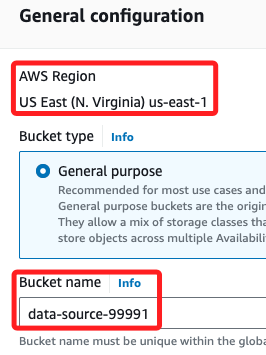 General configuration
AWS Region
US East (N. Virginia) us-east-1
Bucket type Info
General purpose
Recommended for most use cases and
General purpose buckets are the origin
They allow a mix of storage classes tha
store objects across multiple Availabili
Bucket name Info
data-source-99991
Bucket name must be unique within the globa